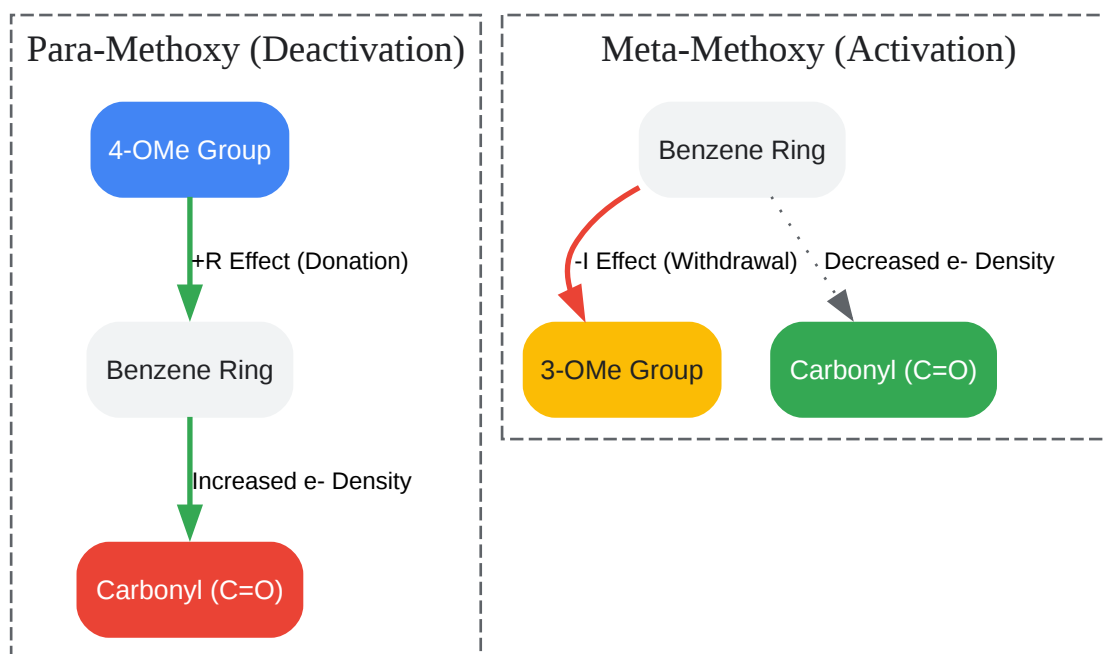 Para-Methoxy (Deactivation)
4-OMe Group
+R Effect (Donation)
Benzene Ring
Increased e- Density
Carbonyl (C=O)
Meta-Methoxy (Activation)
Benzene Ring
-I Effect (Withdrawal)
Decreased e- Density
3-OMe Group
Carbonyl (C=O)